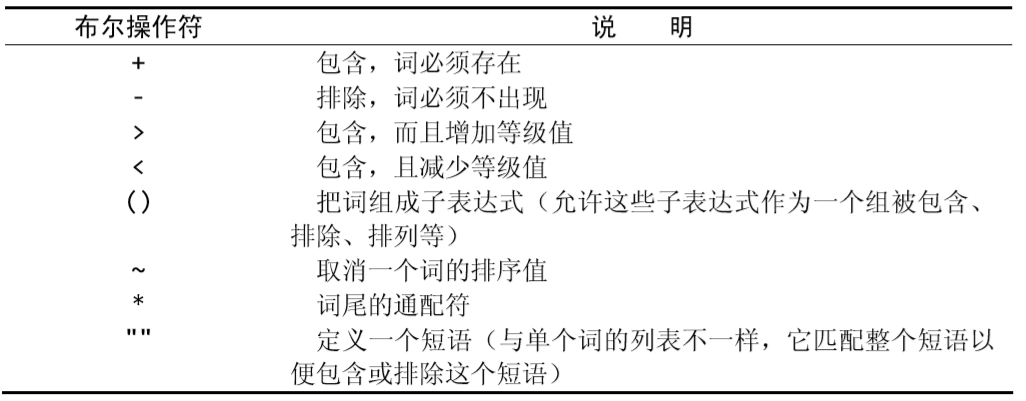 布尔操作符 说 明
+ 包含，词必须存在
- 排除，词必须不出现
> 包含，而且增加等级值
< 包含，且减少等级值
() 把词组成子表达式（允许这些子表达式作为一个组被包含、
排除、排列等）
~ 取消一个词的排序值
* 词尾的通配符
"" 定义一个短语（与单个词的列表不一样，它匹配整个短语以
便包含或排除这个短语）